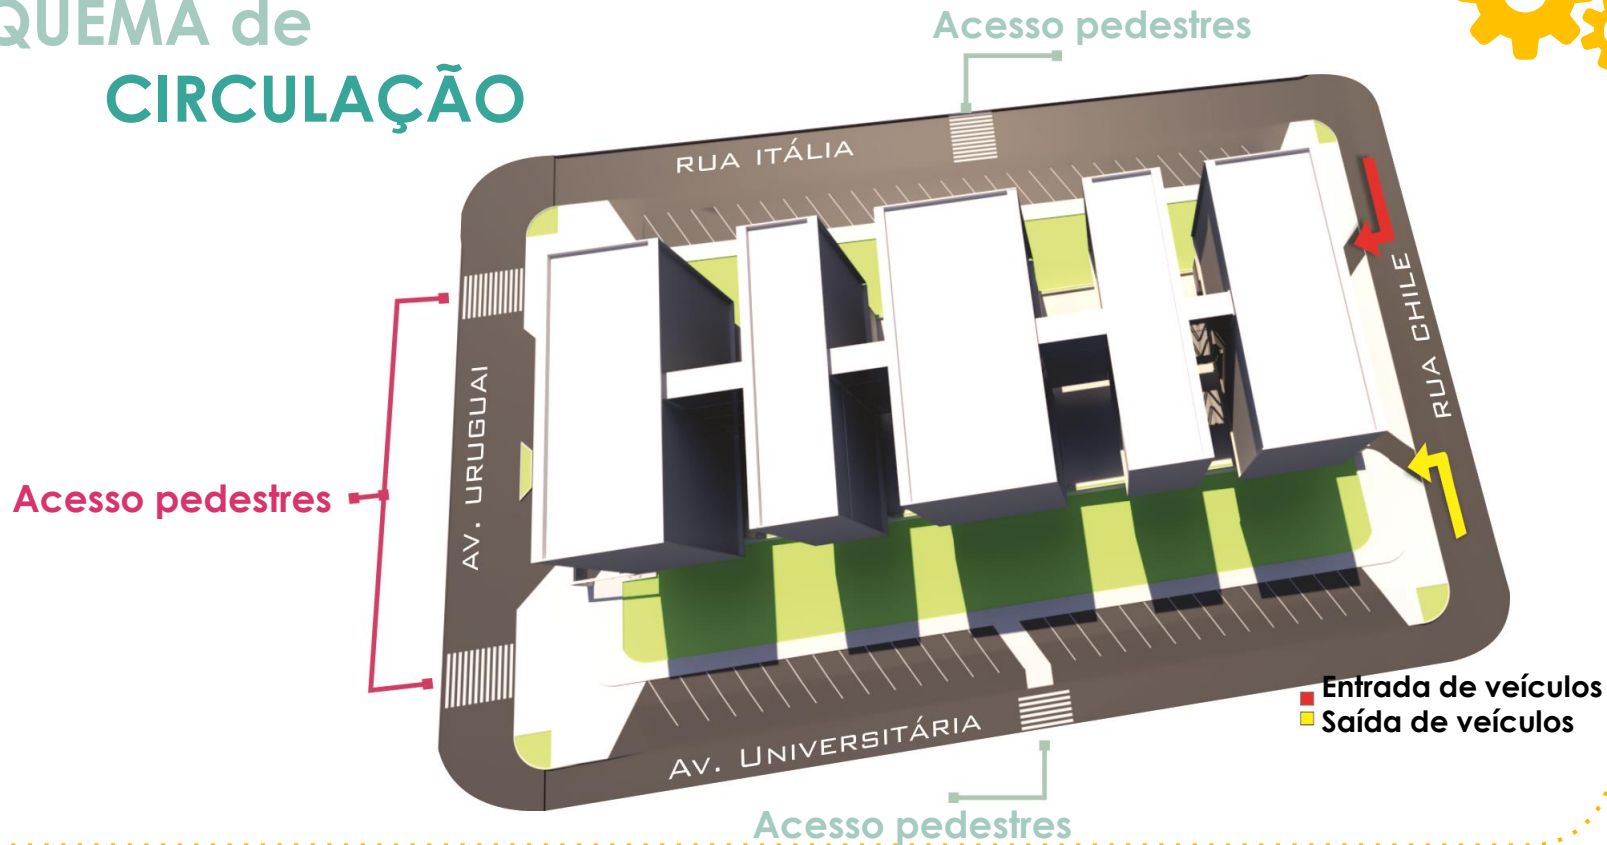 QUEMA de
CIRCULAÇÃO
Acesso pedestres
RUA ITÁLIA
RUA CHILE
AV. URUGUAI
Acesso pedestres
AV. UNIVERSITÁRIA
Entrada de veículos
Saída de veículos
Acesso pedestres